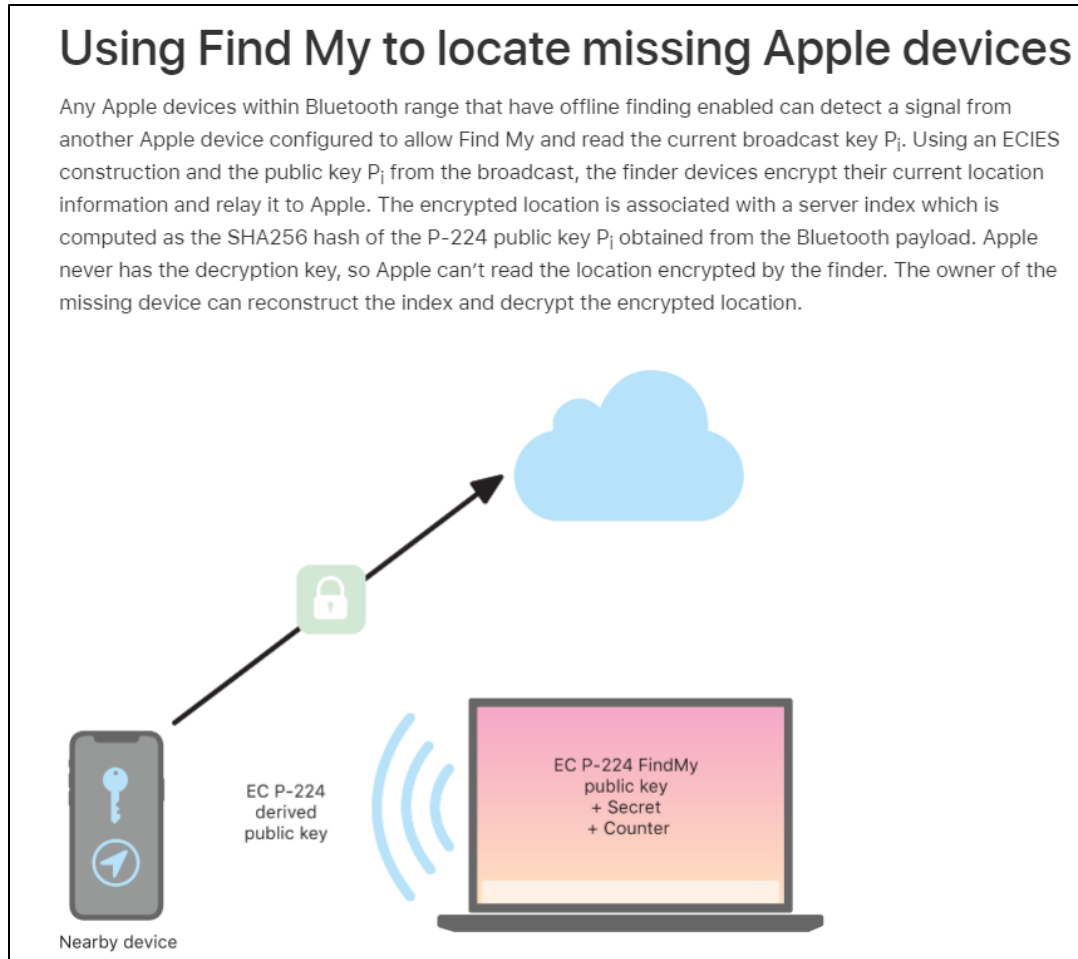 Using Find My to locate missing Apple devices
Any Apple devices within Bluetooth range that have offline finding enabled can detect a signal from
another Apple device configured to allow Find My and read the current broadcast key Pi. Using an ECIES
construction and the public key Pi from the broadcast, the finder devices encrypt their current location
information and relay it to Apple. The encrypted location is associated with a server index which is
computed as the SHA256 hash of the P-224 public key Pi obtained from the Bluetooth payload. Apple
never has the decryption key, so Apple can’t read the location encrypted by the finder. The owner of the
missing device can reconstruct the index and decrypt the encrypted location.
EC P-224
derived
public key
EC P-224 FindMy
public key
+ Secret
+ Counter
Nearby device